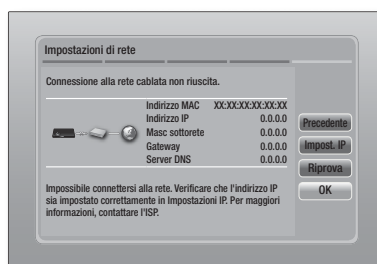 Impostazioni di rete
Connessione alla rete cablata non riuscita.
Indirizzo MAC XX:XX:XX:XX:XX:XX
Indirizzo IP 0.0.0.0
Masc sottorete 0.0.0.0
Gateway 0.0.0.0
Server DNS 0.0.0.0
Impossibile connettersi alla rete. Verificare che l'indirizzo IP
sia impostato correttamente in Impostazioni IP. Per maggiori
informazioni, contattare l'ISP.
Precedente
Impost. IP
Riprova
OK